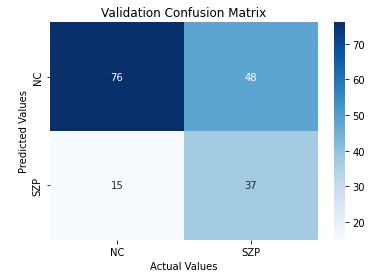 Validation Confusion Matrix
Predicted Values
NC
SZP
76
48
15
37
NC
SZP
Actual Values
70
60
50
40
30
20